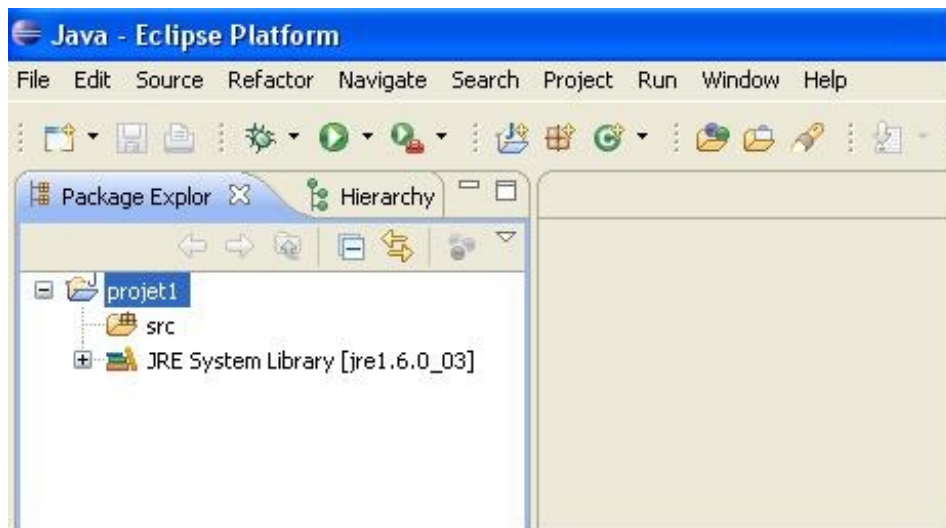 Java - Eclipse Platform
File Edit Source Refactor Navigate Search Project Run Window Help
Package Explor Hierarchy
projet1
src
JRE System Library [jre1.6.0_03]